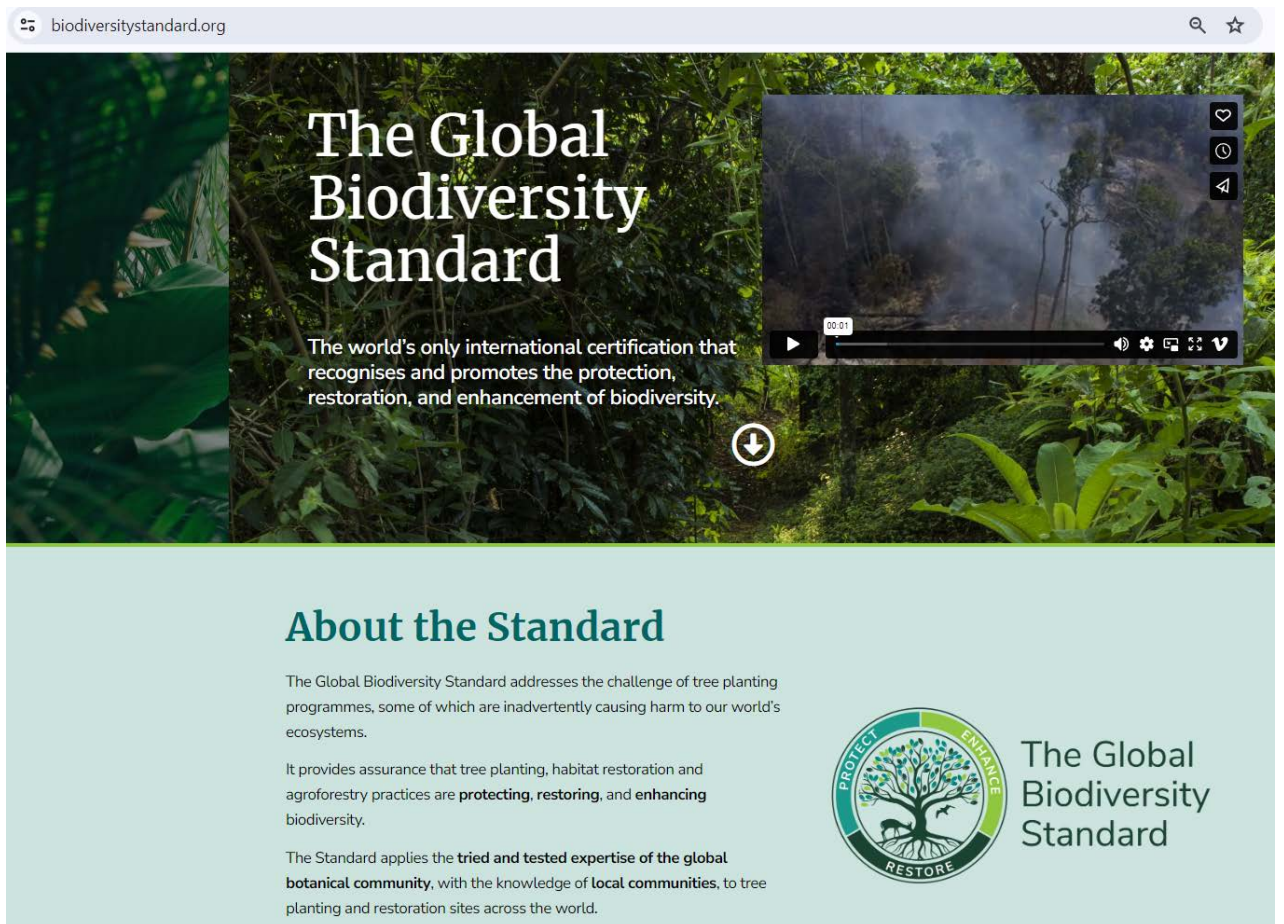 biodiversitystandard.org
The Global
Biodiversity
Standard
The world's only international certification that
recognises and promotes the protection,
restoration, and enhancement of biodiversity.
00:01
About the Standard
The Global Biodiversity Standard addresses the challenge of tree planting
programmes, some of which are inadvertently causing harm to our world's
ecosystems.
It provides assurance that tree planting, habitat restoration and
agroforestry practices are protecting, restoring, and enhancing
biodiversity.
The Standard applies the tried and tested expertise of the global
botanical community, with the knowledge of local communities, to tree
planting and restoration sites across the world.
PROTECT
ENHANCE
RESTORE
The Global
Biodiversity
Standard